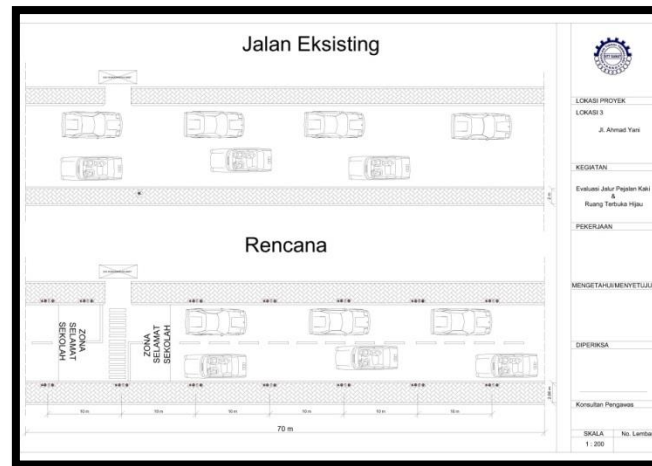 Jalan Eksisting
2 m
Rencana
ZONA
SELAMAT
SEKOLAH
ZONA
SELAMAT
SEKOLAH
10 m
10 m
10 m
10 m
10 m
10 m
70 m
LOKASI PROYEK
LOKASI 3
Jl. Ahmad Yani
KEGIATAN
Evaluasi Jalur Pejalan Kaki
&
Ruang Terbuka Hijau
PEKERJAAN
MENGETAHUI/MENYETUJUI
DIPERIKSA
Konsultan Pengawas
SKALA
No. Lembar
1 : 200